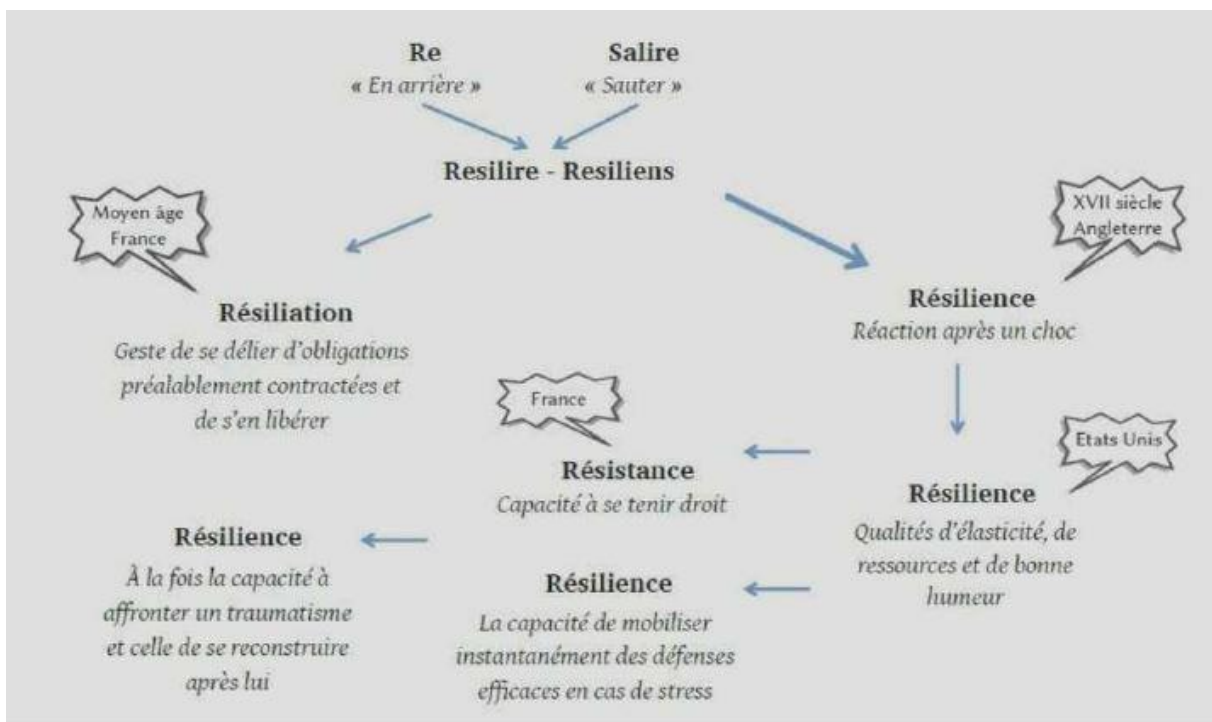 Re
« En arrière »
Salire
« Sauter »
Resilire - Resiliens
Moyen âge
France
Résiliation
Geste de se délier d'obligations
préalablement contractées et
de s'en libérer
XVII siècle
Angleterre
Résilience
Réaction après un choc
Etats Unis
Résilience
Qualités d'élasticité, de
ressources et de bonne
humeur
France
Résistance
Capacité à se tenir droit
Résilience
La capacité de mobiliser
instantanément des défenses
efficaces en cas de stress
Résilience
À la fois la capacité à
affronter un traumatisme
et celle de se reconstruire
après lui